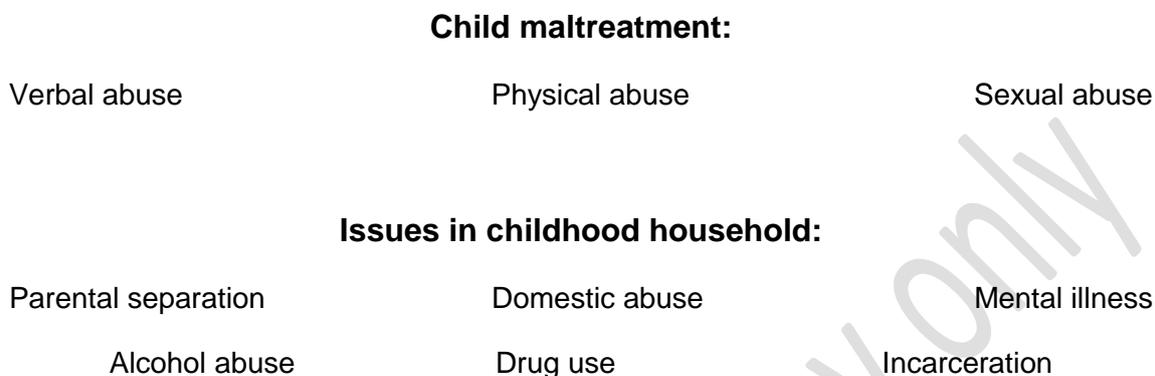 Child maltreatment:
Verbal abuse Physical abuse Sexual abuse
Issues in childhood household:
Parental separation Domestic abuse Mental illness
Alcohol abuse Drug use Incarceration
only